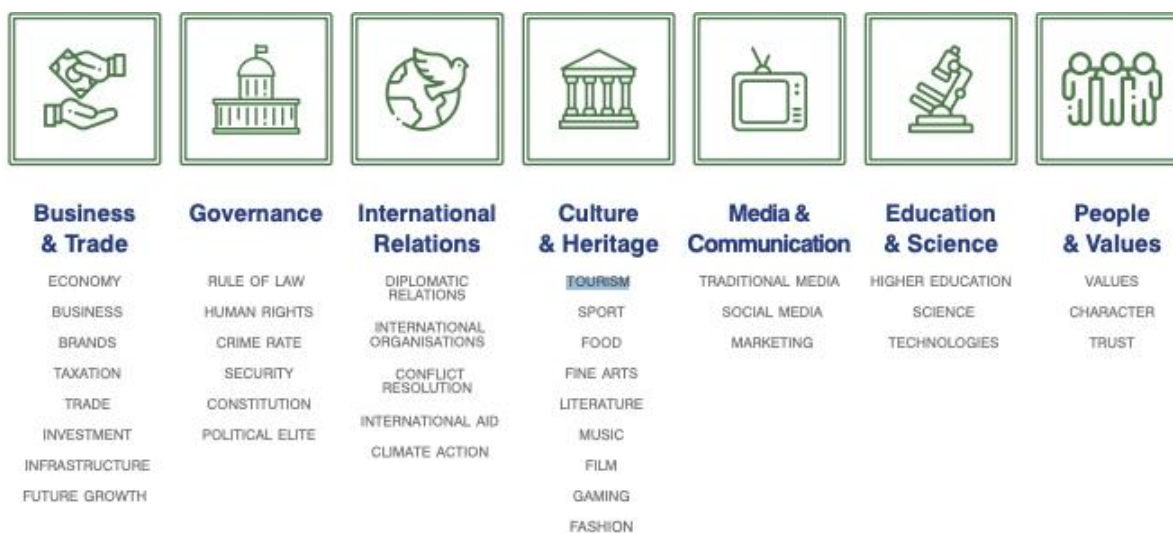 Business
& Trade
ECONOMY
BUSINESS
BRANDS
TAXATION
TRADE
INVESTMENT
INFRASTRUCTURE
FUTURE GROWTH
Governance
RULE OF LAW
HUMAN RIGHTS
CRIME RATE
SECURITY
CONSTITUTION
POLITICAL ELITE
International
Relations
DIPLOMATIC
RELATIONS
INTERNATIONAL
ORGANISATIONS
CONFLICT
RESOLUTION
INTERNATIONAL AID
CLIMATE ACTION
Culture
& Heritage
TOURISM
SPORT
FOOD
FINE ARTS
LITERATURE
MUSIC
FILM
GAMING
FASHION
Media &
Communication
TRADITIONAL MEDIA
SOCIAL MEDIA
MARKETING
Education
& Science
HIGHER EDUCATION
SCIENCE
TECHNOLOGIES
People
& Values
VALUES
CHARACTER
TRUST